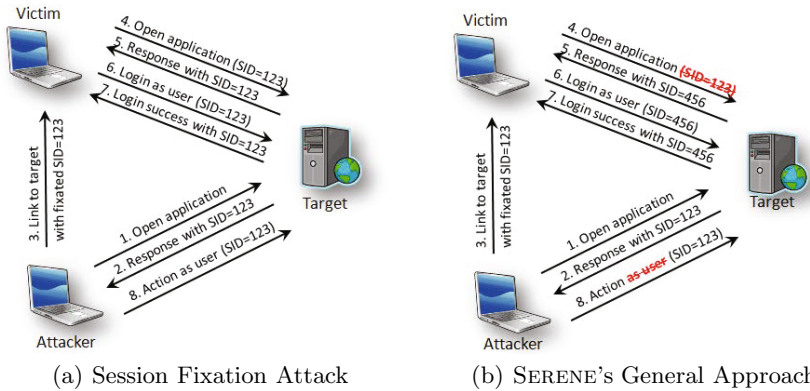 Victim
4. Open application (SID=123)
5. Response with SID=123
6. Login as user (SID=123)
7. Login success with SID=123
3. Link to target
with fixated SID=123
Target
1. Open application
2. Response with SID=123
8. Action as user (SID=123)
Attacker
(a) Session Fixation Attack
Victim
4. Open application (SID=123)
5. Response with SID=456
6. Login as user (SID=456)
7. Login success with SID=456
3. Link to target
with fixated SID=123
Target
1. Open application
2. Response with SID=123
8. Action as user (SID=123)
Attacker
(b) SERENE's General Approach